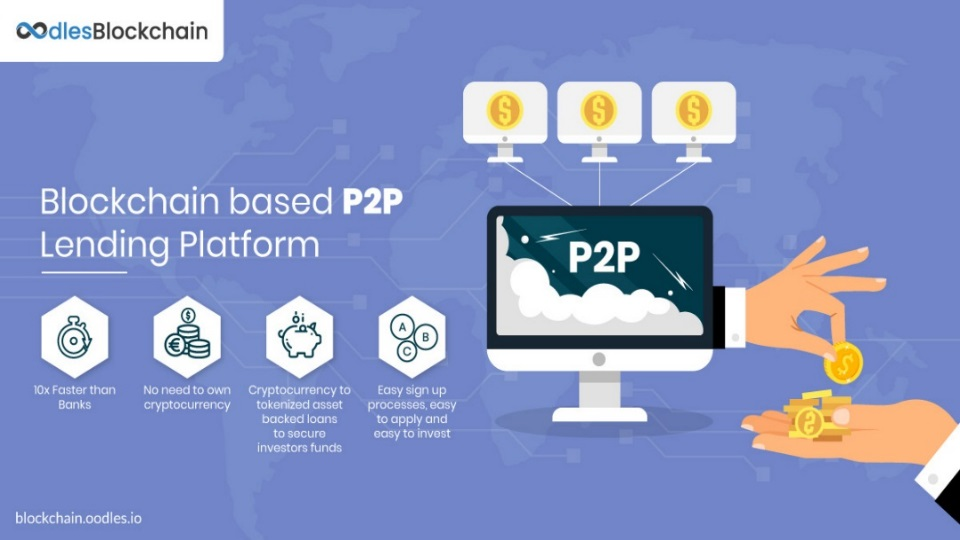 oodlesBlockchain
Blockchain based P2P
Lending Platform
10x Faster than
Banks
No need to own
cryptocurrency
Cryptocurrency to
tokenized asset
backed loans
to secure
investors funds
Easy sign up
processes, easy
to apply and
easy to invest
A
B
C
$
€
$
$
$
P2P
$
blockchain.oodles.io